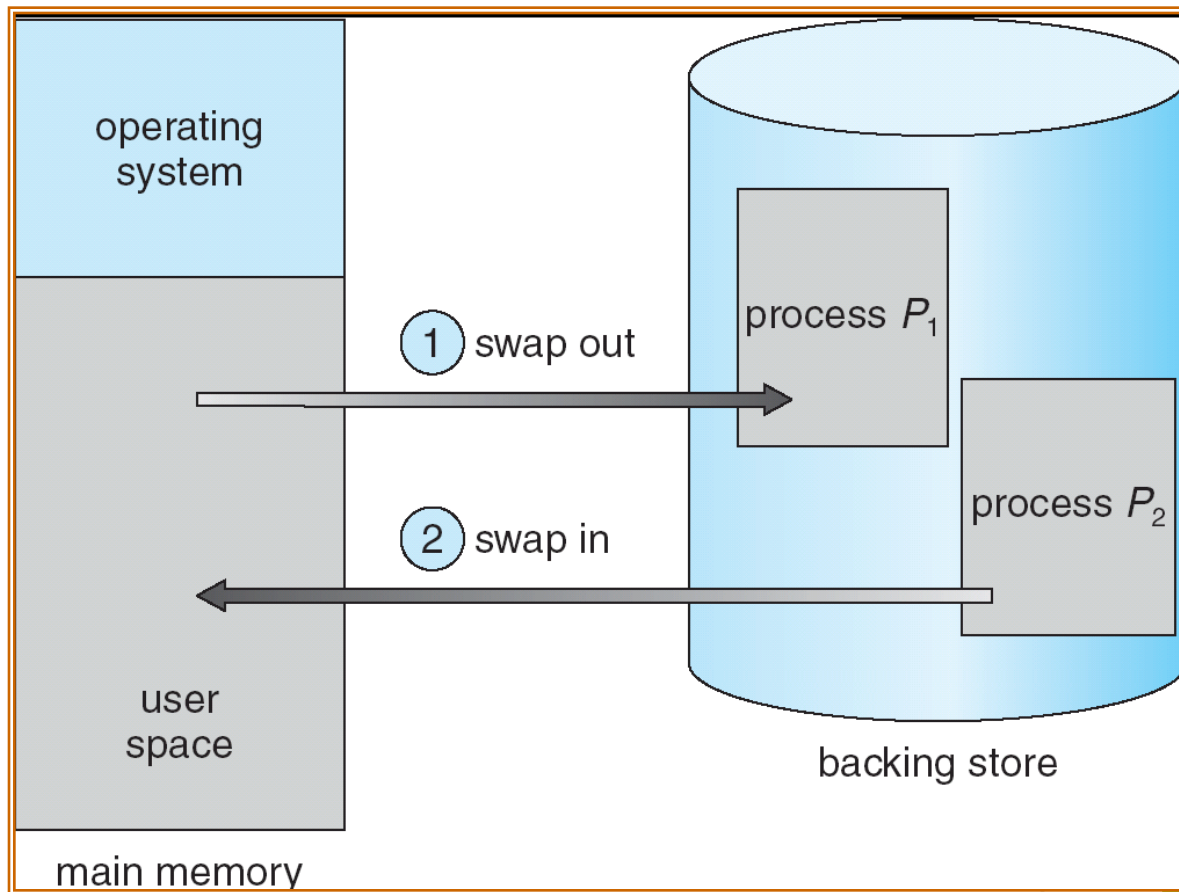 operating
system
process P1
1 swap out
process P2
2 swap in
user
space
backing store
main memory